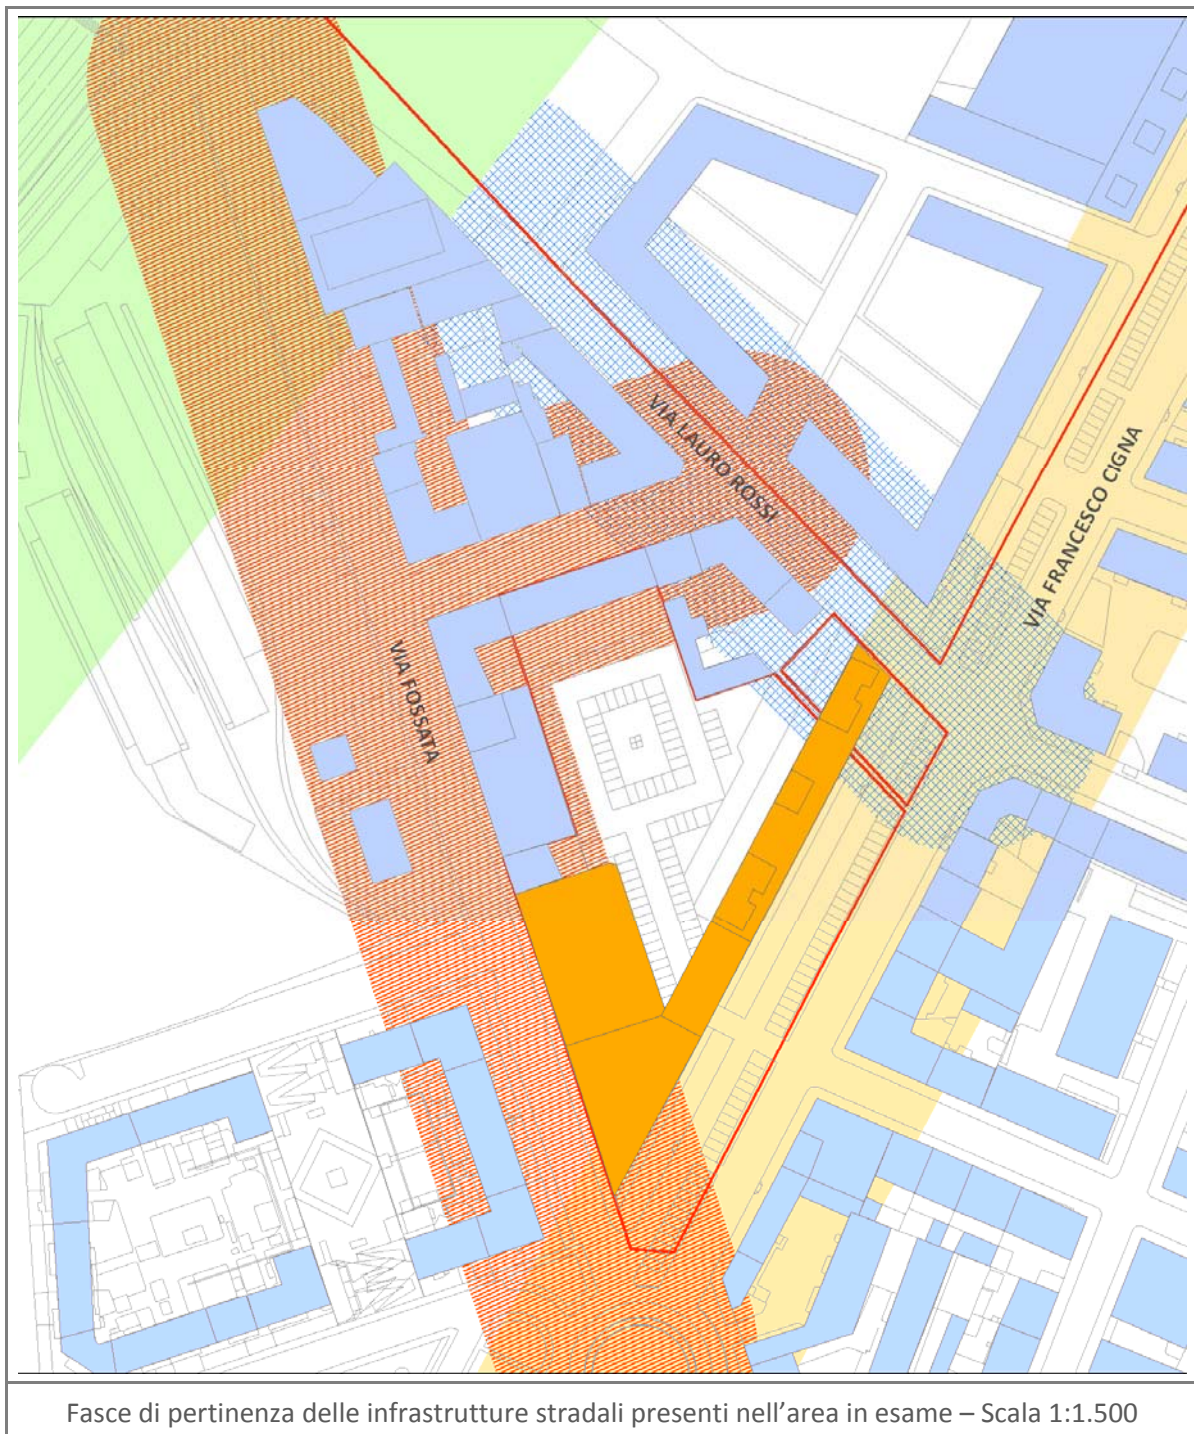 VIA LAURO ROSSI
VIA FRANCESCO CIGNA
VIA FOSSATA
Fasce di pertinenza delle infrastrutture stradali presenti nell’area in esame – Scala 1:1.500